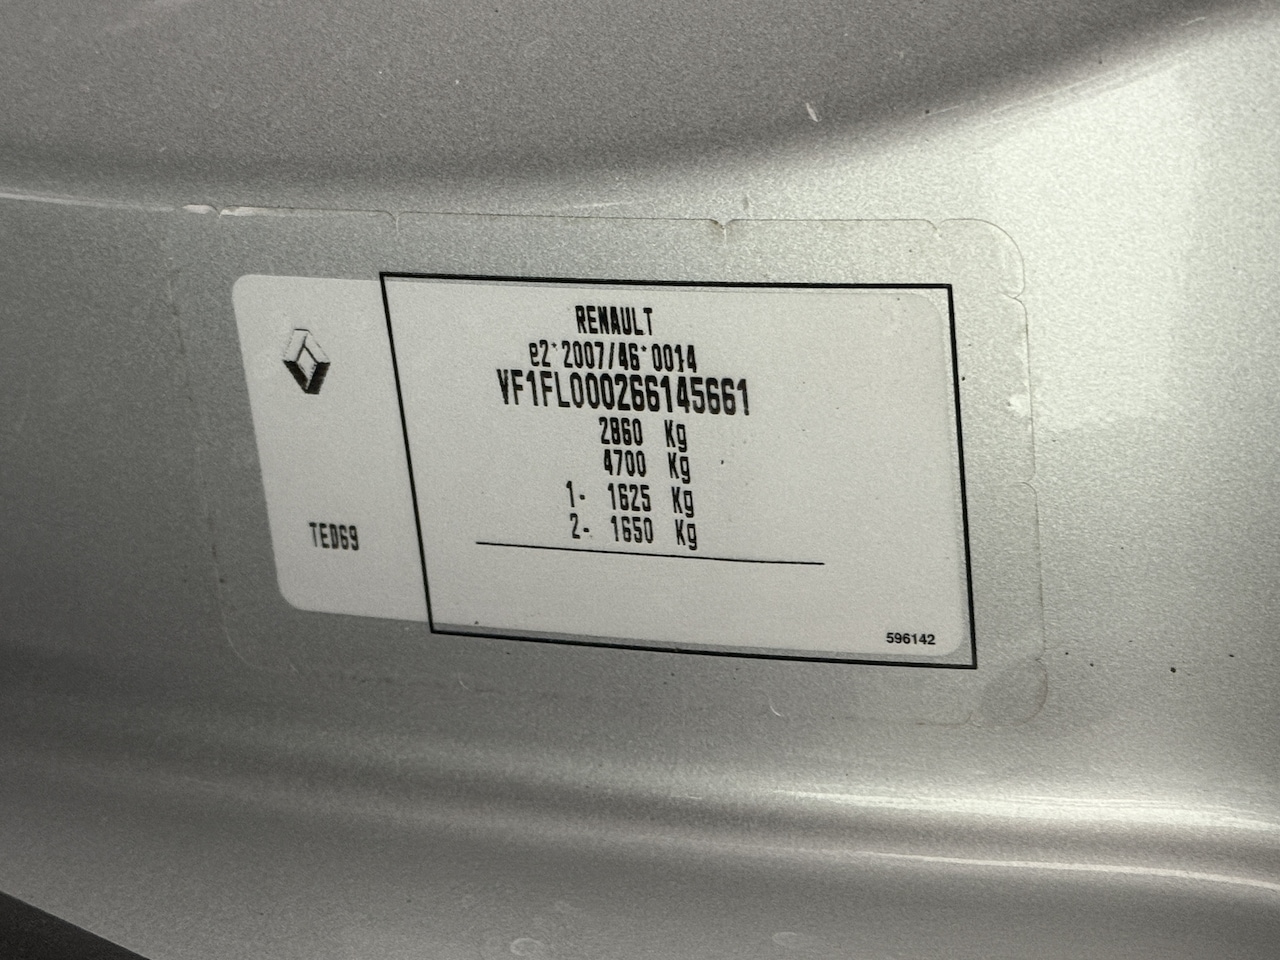 RENAULT
e2*2007/46*0014
VF1FL000266145661
2860 Kg
4700 Kg
1- 1625 Kg
2- 1650 Kg
TED69
596142